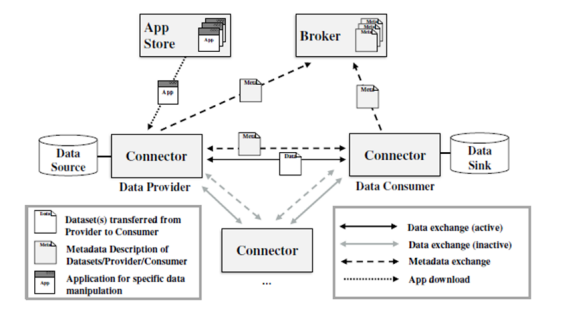 App
Store
App
Broker
Meta
App
Meta
Meta
Data
Source
Connector
Meta
Data
Connector
Data
Sink
Data Provider
Data Consumer
Connector
...
Data
Dataset(s) transferred from
Provider to Consumer
Meta
Metadata Description of
Datasets/Provider/Consumer
App
Application for specific data
manipulation
Data exchange (active)
Data exchange (inactive)
Metadata exchange
App download